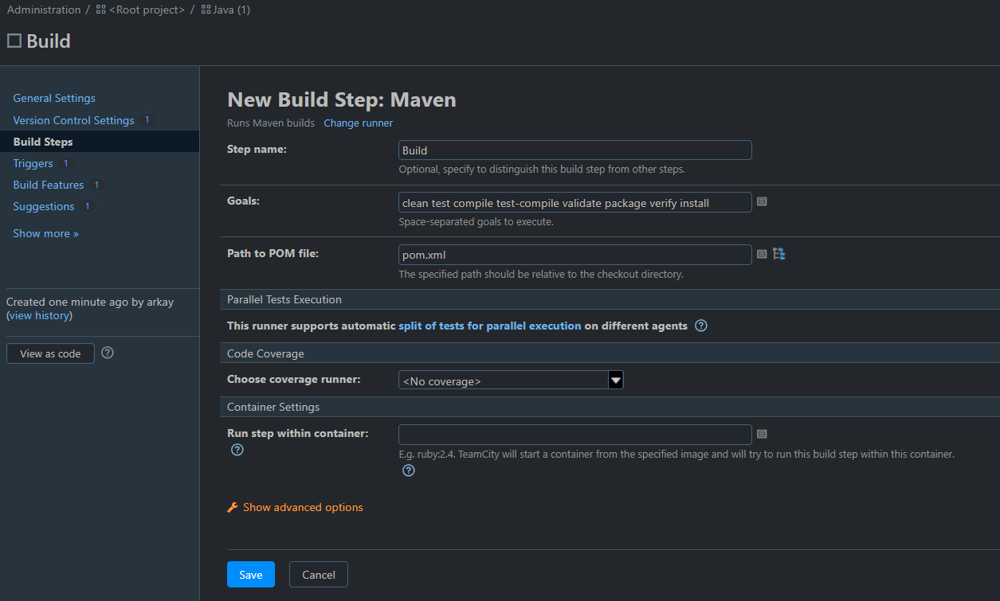 Administration / <Root project> / Java (1)
Build
General Settings
Version Control Settings 1
Build Steps
Triggers 1
Build Features 1
Suggestions 1
Show more »
Created one minute ago by arkay
(view history)
View as code ?
New Build Step: Maven
Runs Maven builds Change runner
Step name: Build
Optional, specify to distinguish this build step from other steps.
Goals: clean test compile test-compile validate package verify install
Space-separated goals to execute.
Path to POM file: pom.xml
The specified path should be relative to the checkout directory.
Parallel Tests Execution
This runner supports automatic split of tests for parallel execution on different agents ?
Code Coverage
Choose coverage runner: <No coverage>
Container Settings
Run step within container:
?
E.g. ruby:2.4. TeamCity will start a container from the specified image and will try to run this build step within this container.
?
Show advanced options
Save Cancel